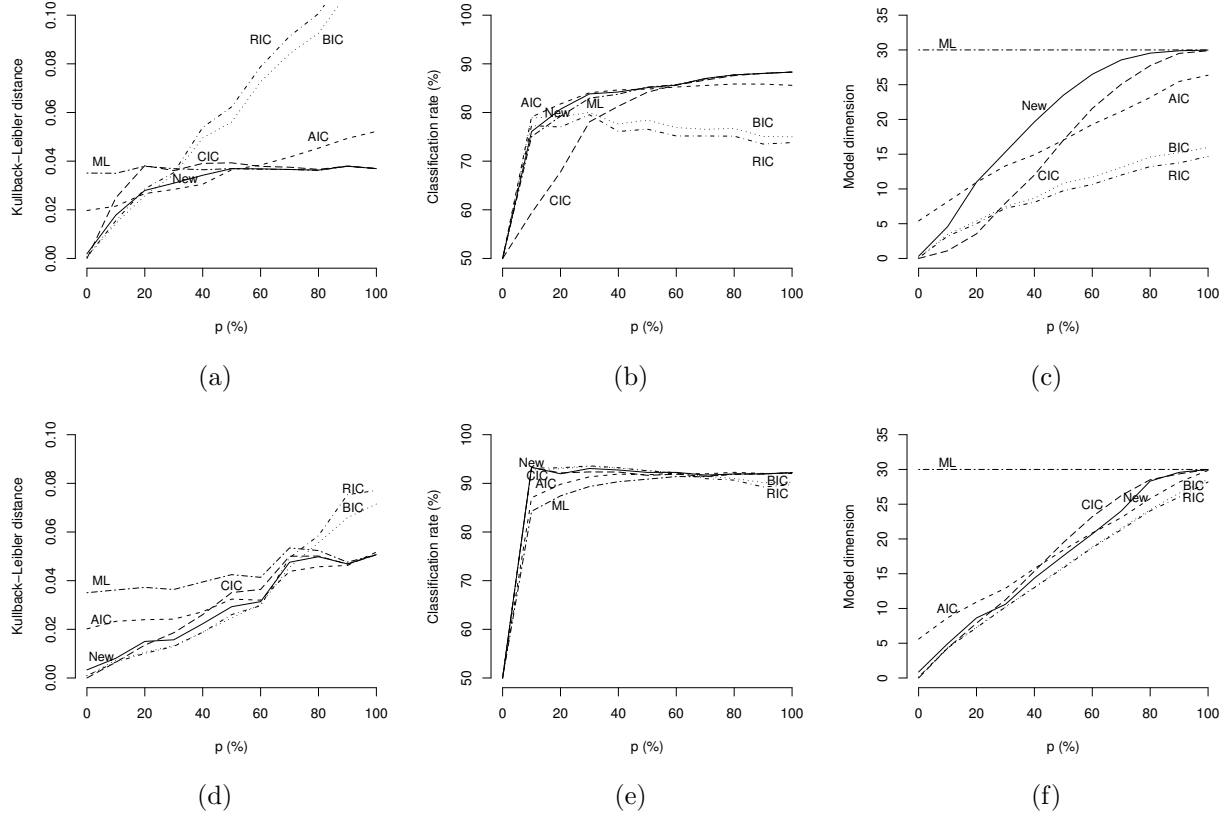 Kullback–Leibler distance
0.00
0.02
0.04
0.06
0.08
0.10
RIC
BIC
AIC
ML
CIC
New
0 20 40 60 80 100
p (%)
(a)
Classification rate (%)
50
60
70
80
90
100
AIC
New
ML
BIC
RIC
CIC
0 20 40 60 80 100
p (%)
(b)
Model dimension
0
5
10
15
20
25
30
35
ML
New
AIC
BIC
CIC
RIC
0 20 40 60 80 100
p (%)
(c)
Kullback–Leibler distance
0.00
0.02
0.04
0.06
0.08
0.10
RIC
BIC
ML
CIC
AIC
New
0 20 40 60 80 100
p (%)
(d)
Classification rate (%)
50
60
70
80
90
100
New
CIC
AIC
ML
BIC
RIC
0 20 40 60 80 100
p (%)
(e)
Model dimension
0
5
10
15
20
25
30
35
ML
CIC
New
BIC
RIC
AIC
0 20 40 60 80 100
p (%)
(f)